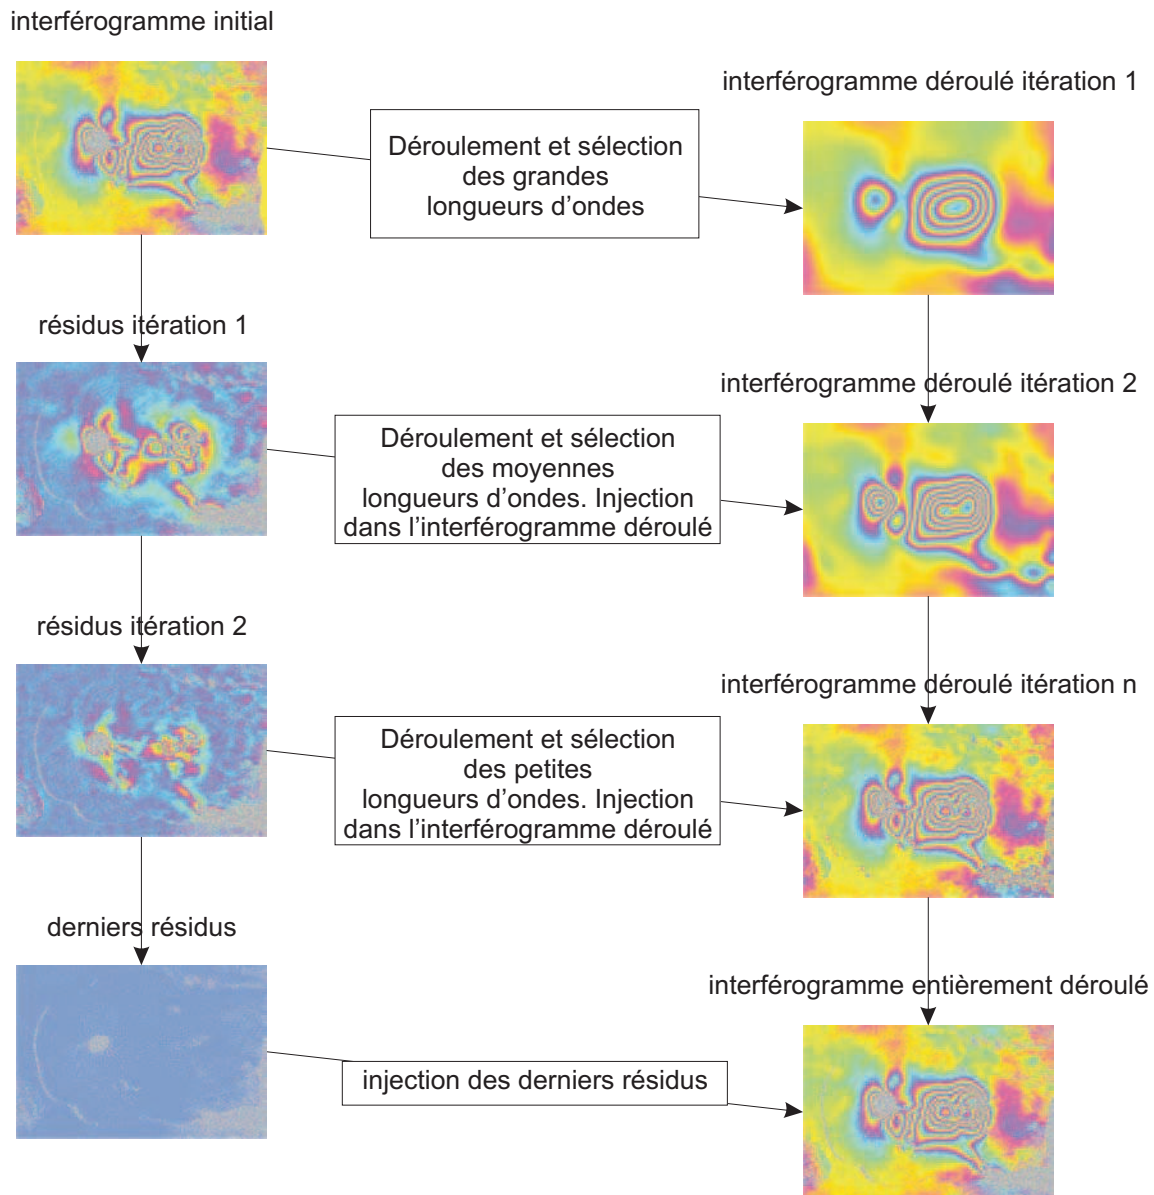 interférogramme initial
interférogramme déroulé itération 1
Déroulement et sélection
des grandes
longueurs d'ondes
résidus itération 1
interférogramme déroulé itération 2
Déroulement et sélection
des moyennes
longueurs d'ondes. Injection
dans l'interférogramme déroulé
résidus itération 2
interférogramme déroulé itération n
Déroulement et sélection
des petites
longueurs d'ondes. Injection
dans l'interférogramme déroulé
derniers résidus
interférogramme entièrement déroulé
injection des derniers résidus